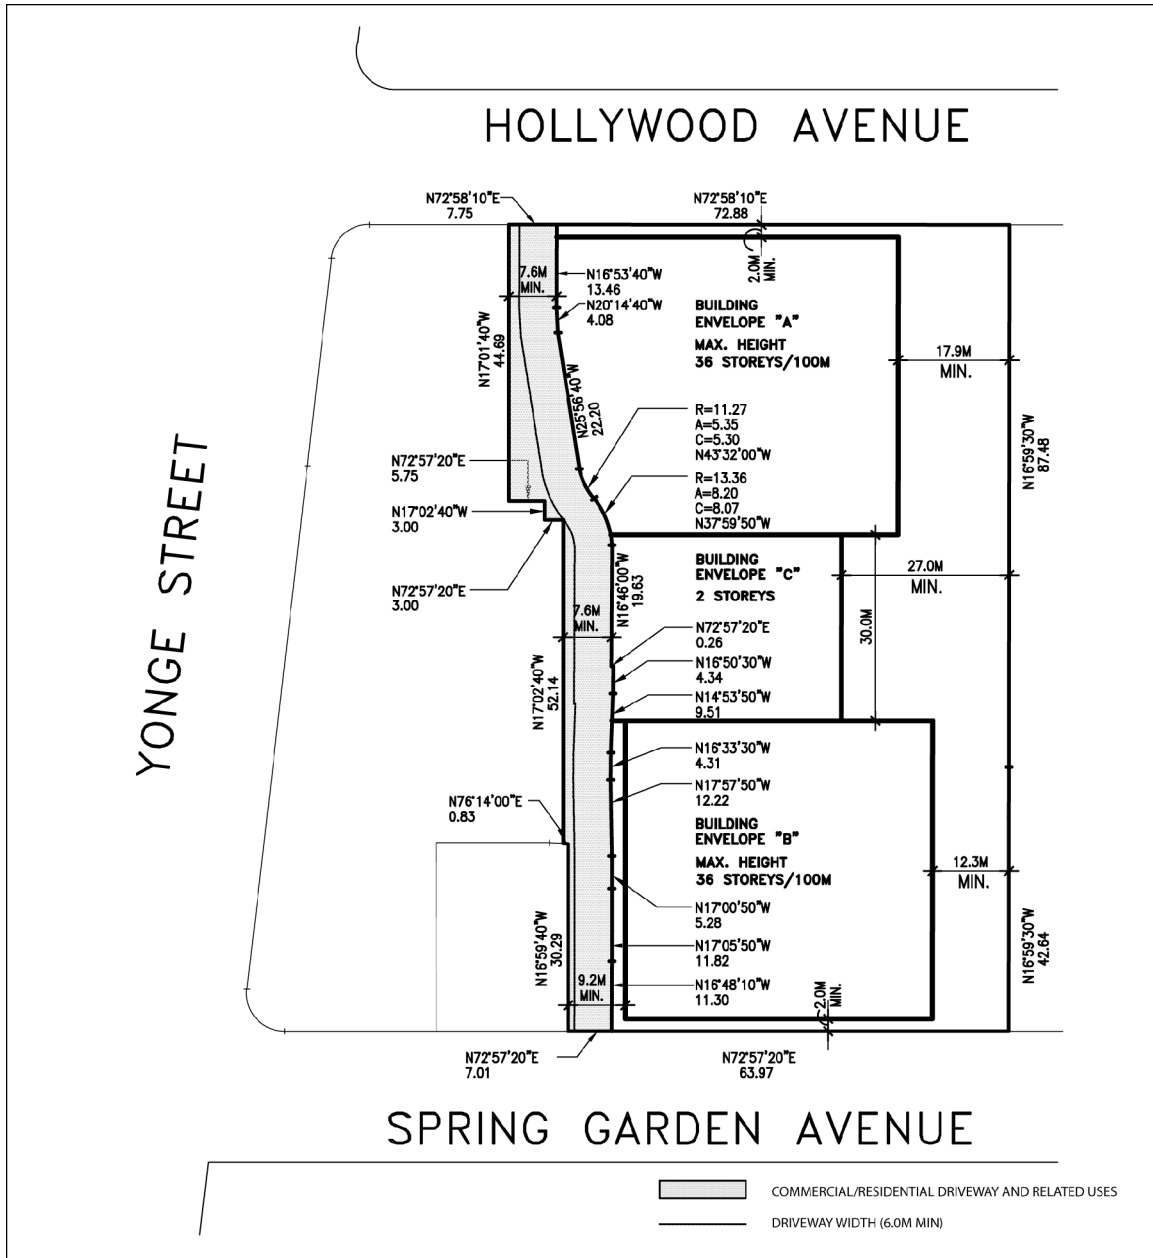 HOLLYWOOD AVENUE
N72°58'10"E
7.75
N72°58'10"E
72.88
2.0M
MIN.
7.6M
MIN.
N16°53'40"W
13.46
N20°14'40"W
4.08
BUILDING
ENVELOPE "A"
MAX. HEIGHT
36 STOREYS/100M
17.9M
MIN.
N17°01'40"W
44.69
N25°56'40"W
22.20
R=11.27
A=5.35
C=5.30
N43°32'00"W
N16°59'30"W
87.48
N72°57'20"E
5.75
R=13.36
A=8.20
C=8.07
N37°59'50"W
N17°02'40"W
3.00
YONGE STREET
N72°57'20"E
3.00
N16°46'00"W
19.63
BUILDING
ENVELOPE "C"
2 STOREYS
27.0M
MIN.
7.6M
MIN.
30.0M
N72°57'20"E
0.26
N16°50'30"W
4.34
N17°02'40"W
52.14
N14°53'50"W
9.51
N16°33'30"W
4.31
N17°57'50"W
12.22
N76°14'00"E
0.83
BUILDING
ENVELOPE "B"
MAX. HEIGHT
36 STOREYS/100M
12.3M
MIN.
N17°00'50"W
5.28
N16°59'40"W
30.29
N17°05'50"W
11.82
N16°59'30"W
42.64
9.2M
MIN.
N16°48'10"W
11.30
2.0M
MIN.
N72°57'20"E
7.01
N72°57'20"E
63.97
SPRING GARDEN AVENUE
COMMERCIAL/RESIDENTIAL DRIVEWAY AND RELATED USES
DRIVEWAY WIDTH (6.0M MIN)